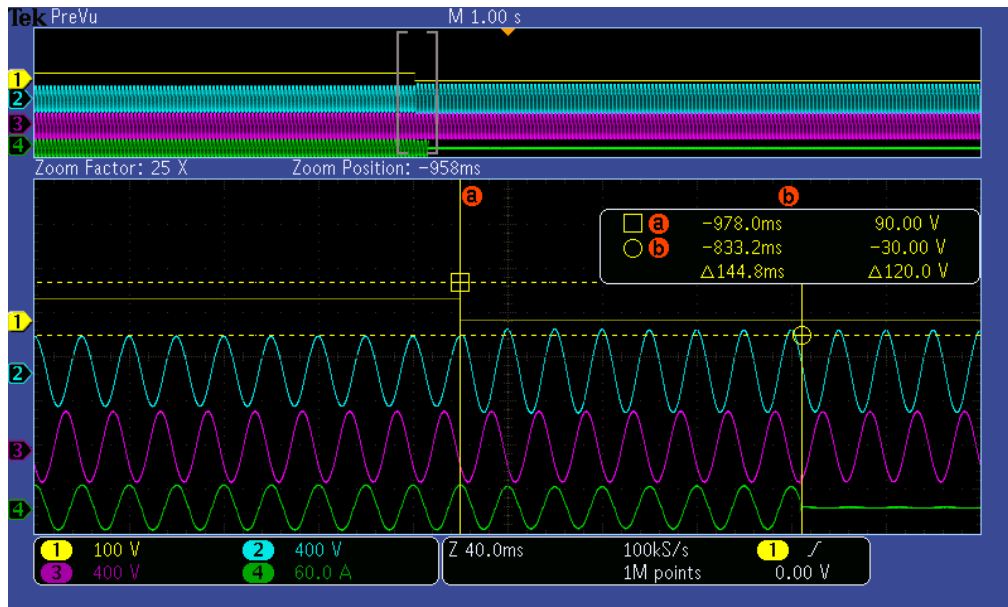 Tek PreVu M 1.00 s
1
2
3
4
Zoom Factor: 25 X Zoom Position: -958ms
a b
a -978.0ms 90.00 V
b -833.2ms -30.00 V
Δ144.8ms Δ120.0 V
1
2
3
4
1 100 V 2 400 V Z 40.0ms 100kS/s 1
3 400 V 4 60.0 A 1M points 0.00 V